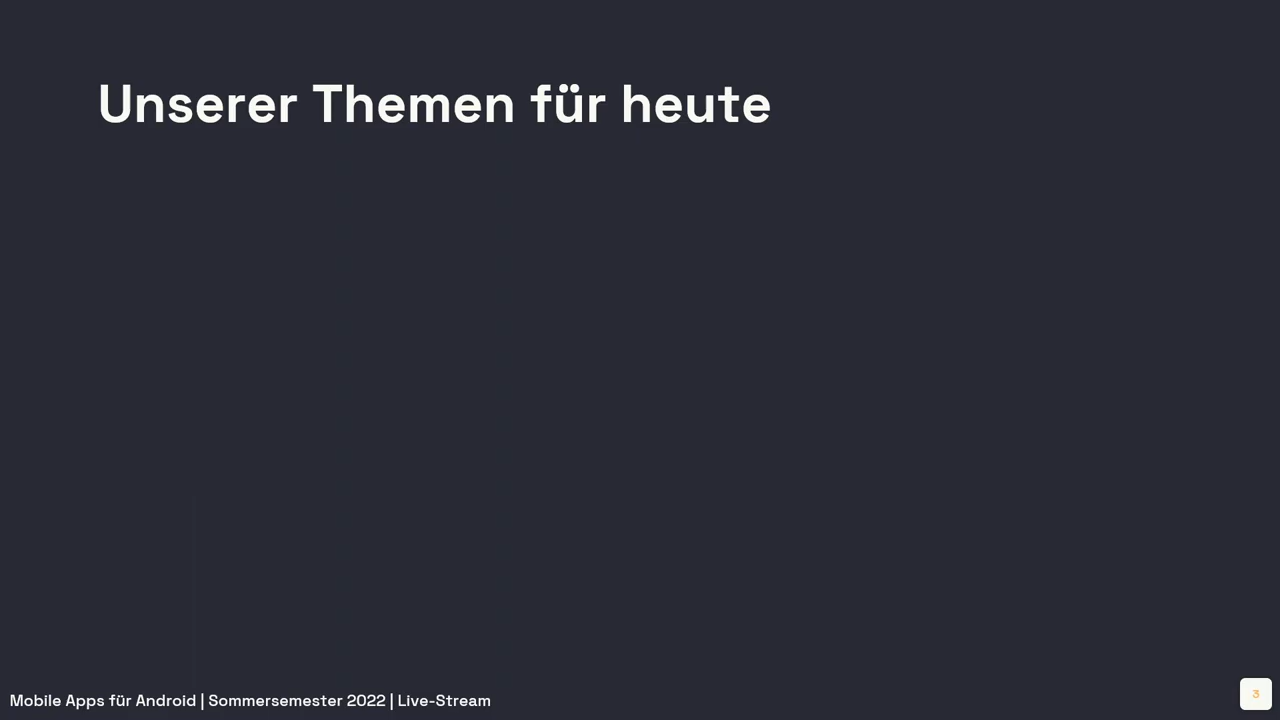 Unserer Themen für heute
Mobile Apps für Android | Sommersemester 2022 | Live-Stream
3